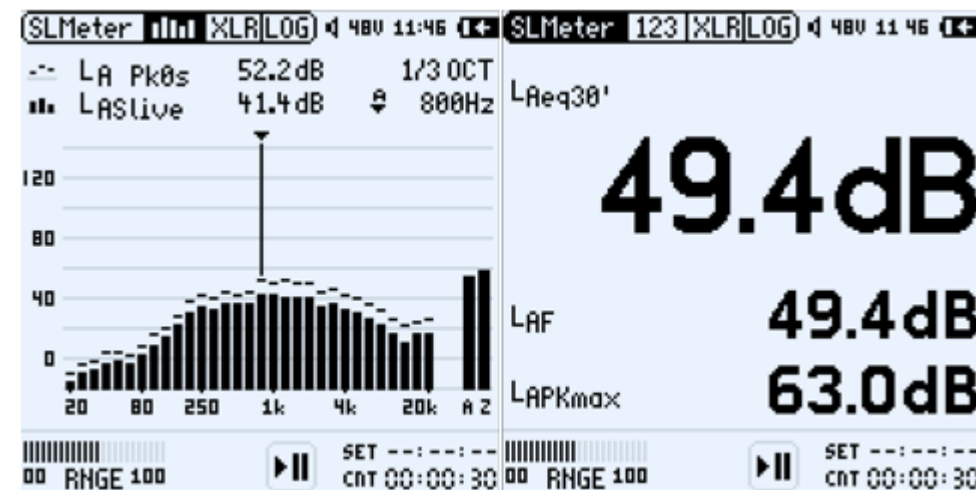 SLMeter XLR LOG 48V 11:46
LA Pk0s 52.2dB 1/3 OCT
LASlive 41.4dB 800Hz
120
80
40
0
20 80 250 1k 4k 20k A Z
00 RNGE 100
SET --:--:--
CNT 00:00:30
SLMeter 123 XLR LOG 48V 11 46
LAeq30'
49.4dB
LAF 49.4dB
LAPKmax 63.0dB
00 RNGE 100
SET --:--:--
CNT 00:00:30